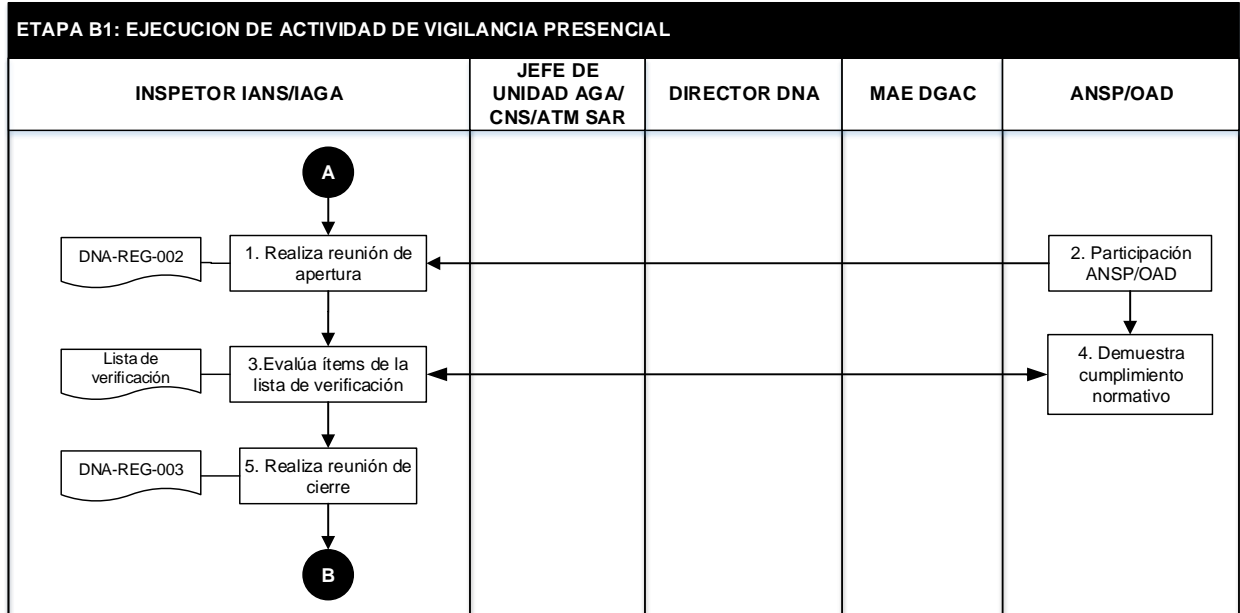 ETAPA B1: EJECUCION DE ACTIVIDAD DE VIGILANCIA PRESENCIAL
INSPETOR IANS/IAGA
JEFE DE
UNIDAD AGA/
CNS/ATM SAR
DIRECTOR DNA
MAE DGAC
ANSP/OAD
A
DNA-REG-002
1. Realiza reunión de
apertura
2. Participación
ANSP/OAD
Lista de
verificación
3.Evalúa ítems de la
lista de verificación
4. Demuestra
cumplimiento
normativo
DNA-REG-003
5. Realiza reunión de
cierre
B